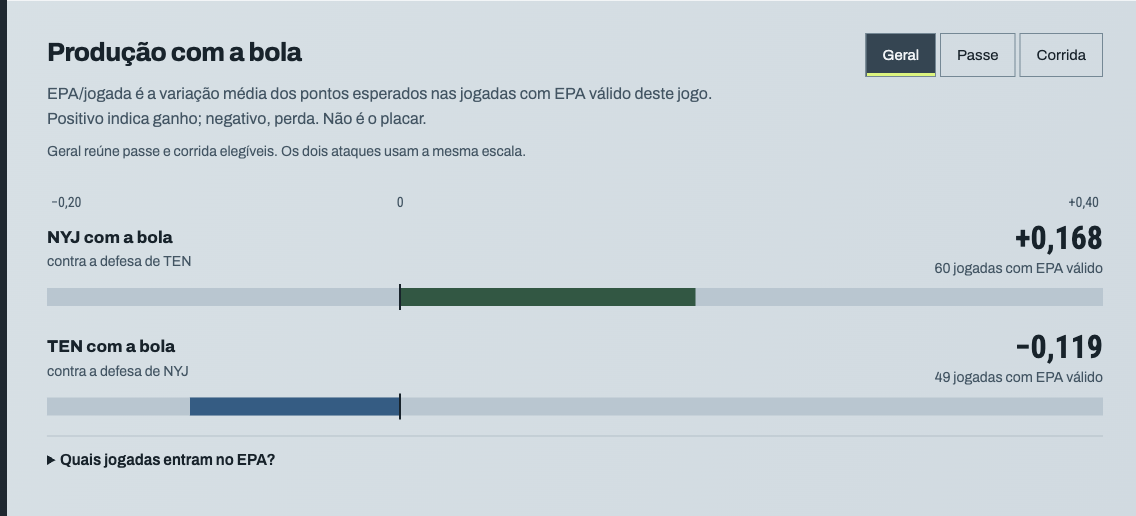 Produção com a bola
Geral
Passe
Corrida
EPA/jogada é a variação média dos pontos esperados nas jogadas com EPA válido deste jogo.
Positivo indica ganho; negativo, perda. Não é o placar.
Geral reúne passe e corrida elegíveis. Os dois ataques usam a mesma escala.
−0,20
0
+0,40
NYJ com a bola
+0,168
contra a defesa de TEN
60 jogadas com EPA válido
TEN com a bola
−0,119
contra a defesa de NYJ
49 jogadas com EPA válido
Quais jogadas entram no EPA?